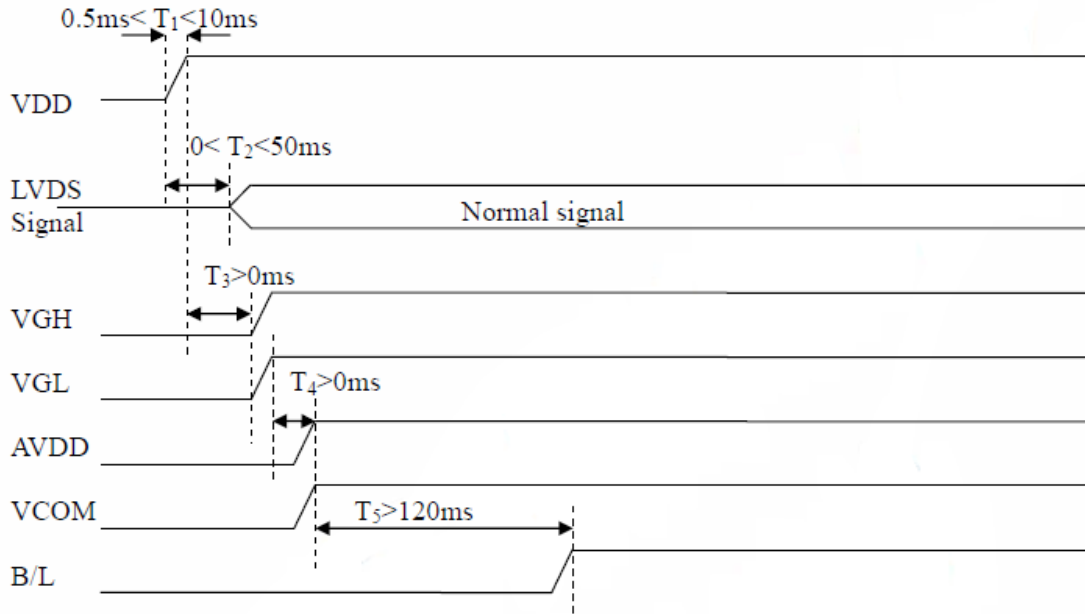 0.5ms< T₁<10ms
VDD
0< T₂<50ms
LVDS
Signal
Normal signal
T₃>0ms
VGH
VGL
T₄>0ms
AVDD
VCOM
T₅>120ms
B/L